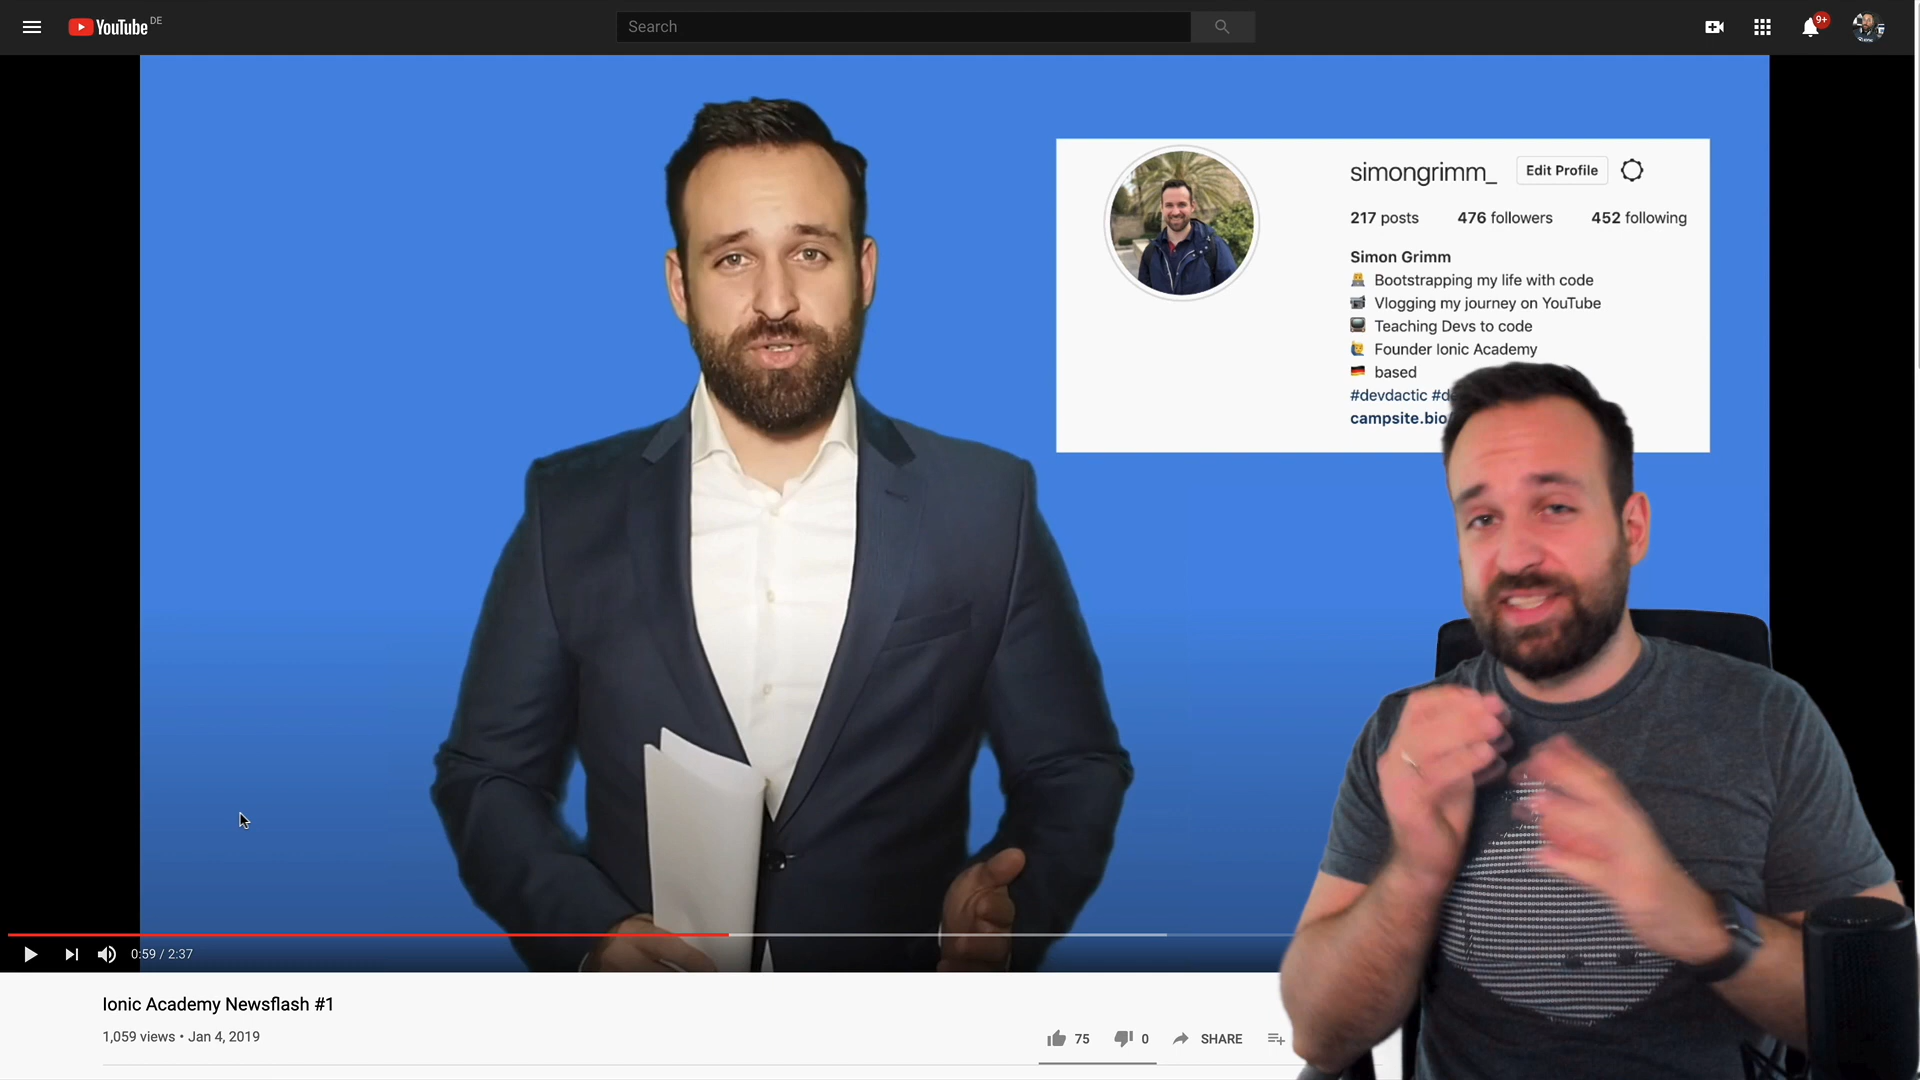 YouTube DE
Search
9+
simongrimm_ Edit Profile
217 posts 476 followers 452 following
Simon Grimm
Bootstrapping my life with code
Vlogging my journey on YouTube
Teaching Devs to code
Founder Ionic Academy
based
#devdactic
campsite.bio
0:59 / 2:37
Ionic Academy Newsflash #1
1,059 views • Jan 4, 2019
75 0 SHARE